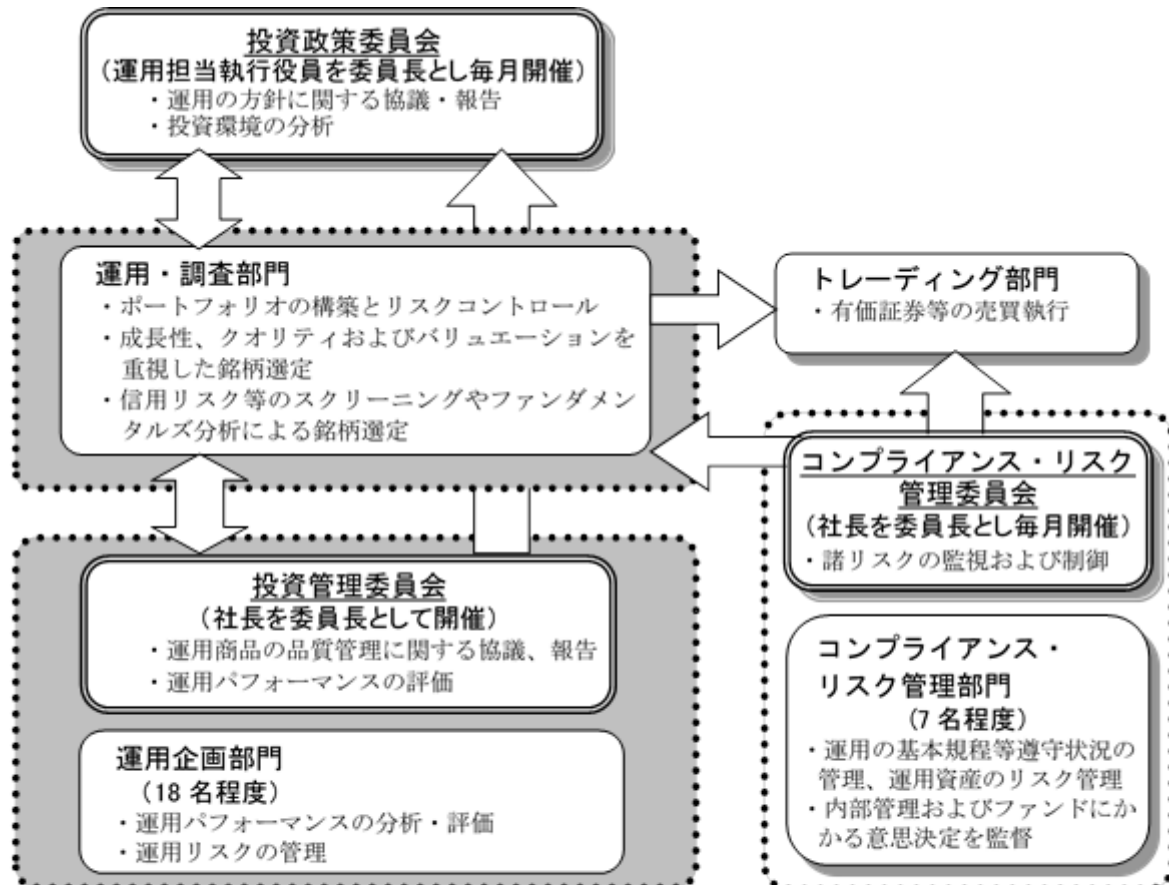 投資政策委員会
（運用担当執行役員を委員長とし毎月開催）
・運用の方針に関する協議・報告
・投資環境の分析
運用・調査部門
・ポートフォリオの構築とリスクコントロール
・成長性、クオリティおよびバリュエーションを
重視した銘柄選定
・信用リスク等のスクリーニングやファンダメン
タルズ分析による銘柄選定
トレーディング部門
・有価証券等の売買執行
コンプライアンス・リスク
管理委員会
（社長を委員長とし毎月開催）
・諸リスクの監視および制御
投資管理委員会
（社長を委員長として開催）
・運用商品の品質管理に関する協議、報告
・運用パフォーマンスの評価
運用企画部門
（18 名程度）
・運用パフォーマンスの分析・評価
・運用リスクの管理
コンプライアンス・
リスク管理部門
（7 名程度）
・運用の基本規程等遵守状況の
管理、運用資産のリスク管理
・内部管理およびファンドにか
かる意思決定を監督